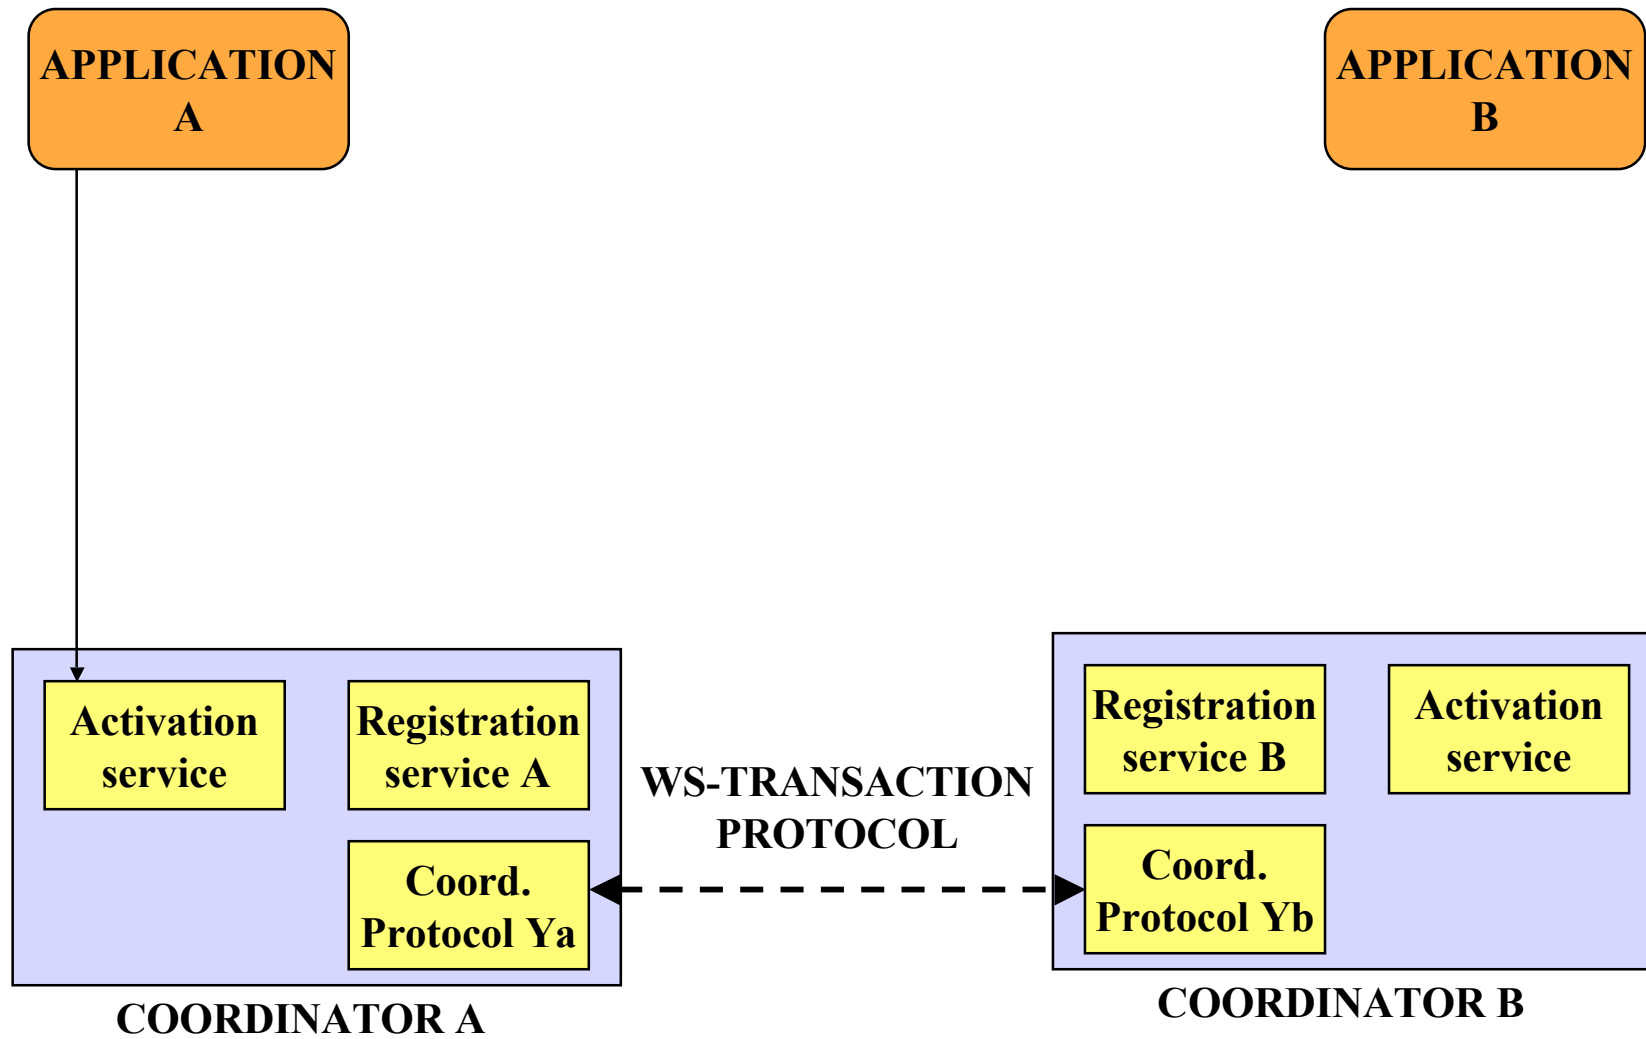 APPLICATION
A
APPLICATION
B
Activation
service
Registration
service A
Coord.
Protocol Ya
COORDINATOR A
WS-TRANSACTION
PROTOCOL
Registration
service B
Activation
service
Coord.
Protocol Yb
COORDINATOR B